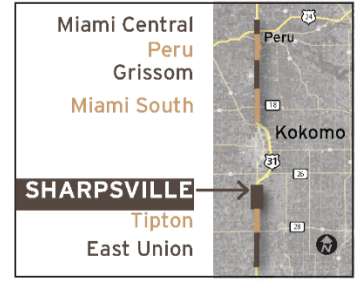 Miami Central
Peru
Grissom
Miami South
SHARPSVILLE
Tipton
East Union
24
Peru
18
Kokomo
31
26
28
N